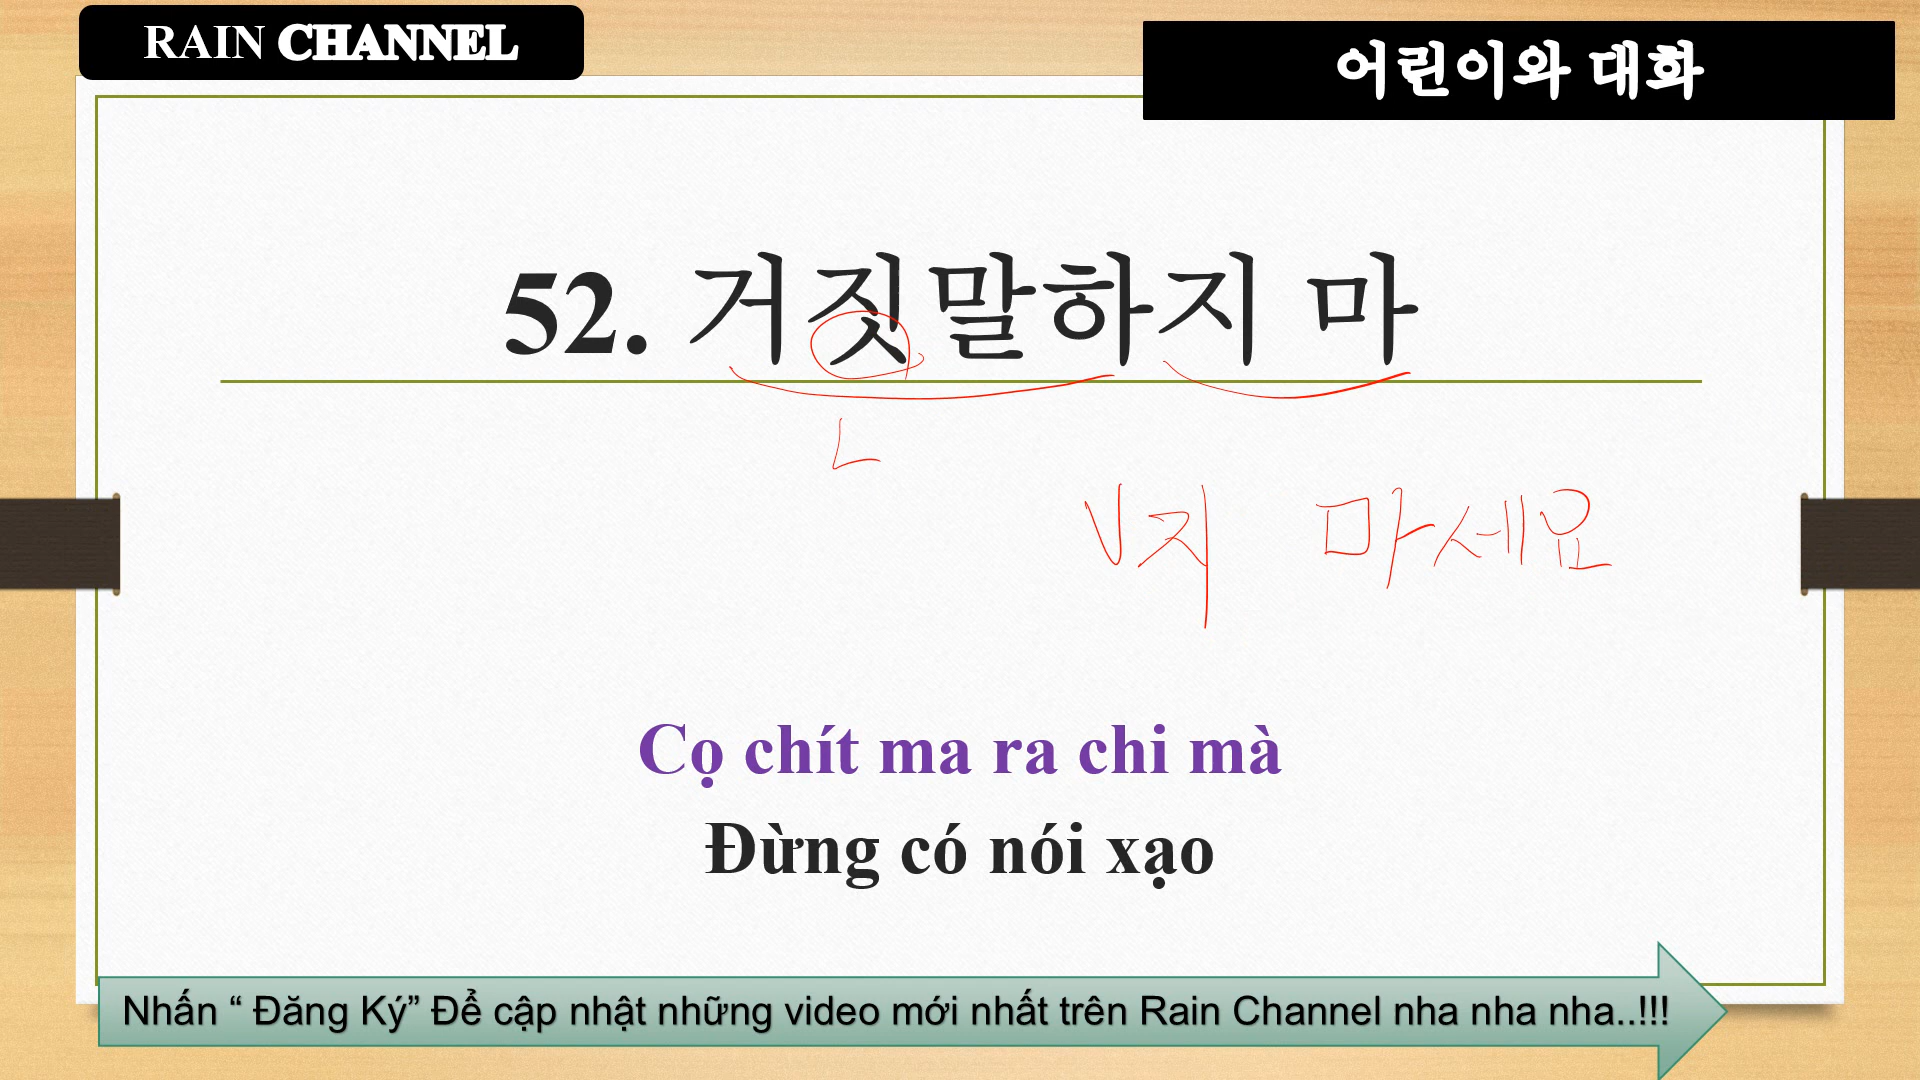 RAIN CHANNEL
어린이와 대화
52. 거짓말하지 마
ㄴ
V지 마세요
Cọ chít ma ra chi mà
Đừng có nói xạo
Nhấn “ Đăng Ký” Để cập nhật những video mới nhất trên Rain Channel nha nha nha..!!!